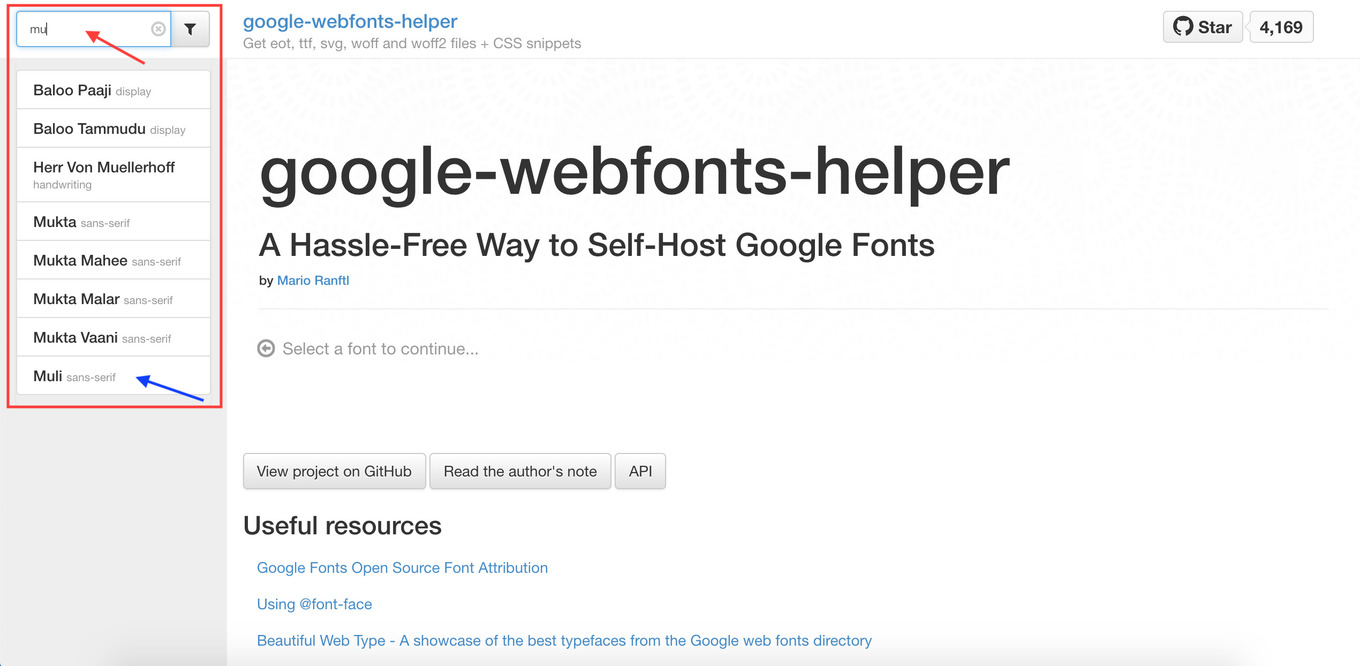 mu
google-webfonts-helper
Get eot, ttf, svg, woff and woff2 files + CSS snippets
Star
4,169
Baloo Paaji display
Baloo Tammudu display
Herr Von Muellerhoff
handwriting
Mukta sans-serif
Mukta Mahee sans-serif
Mukta Malar sans-serif
Mukta Vaani sans-serif
Muli sans-serif
google-webfonts-helper
A Hassle-Free Way to Self-Host Google Fonts
by Mario Ranftl
Select a font to continue...
View project on GitHub
Read the author's note
API
Useful resources
Google Fonts Open Source Font Attribution
Using @font-face
Beautiful Web Type - A showcase of the best typefaces from the Google web fonts directory